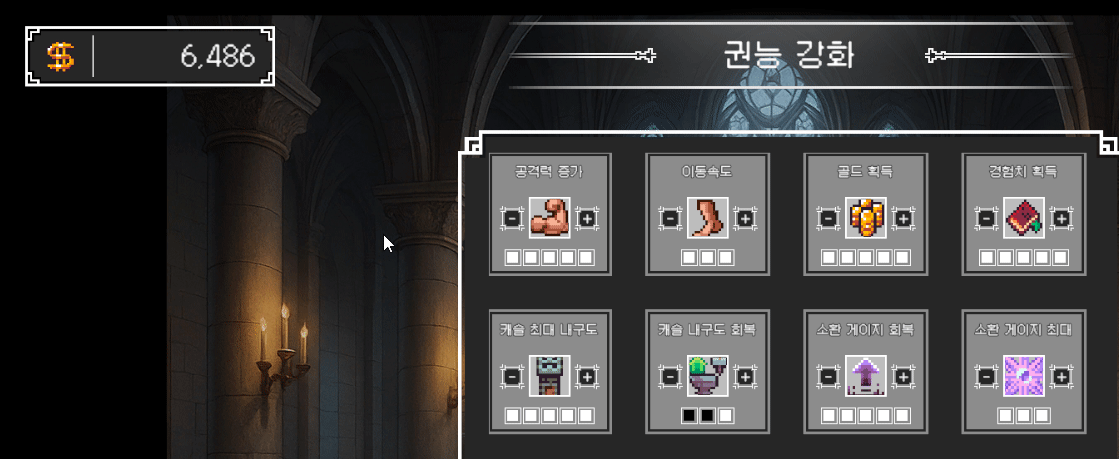 $ 6,486
권능 강화
공격력 증가
이동속도
골드 획득
경험치 획득
캐슬 최대 내구도
캐슬 내구도 회복
소환 게이지 회복
소환 게이지 최대